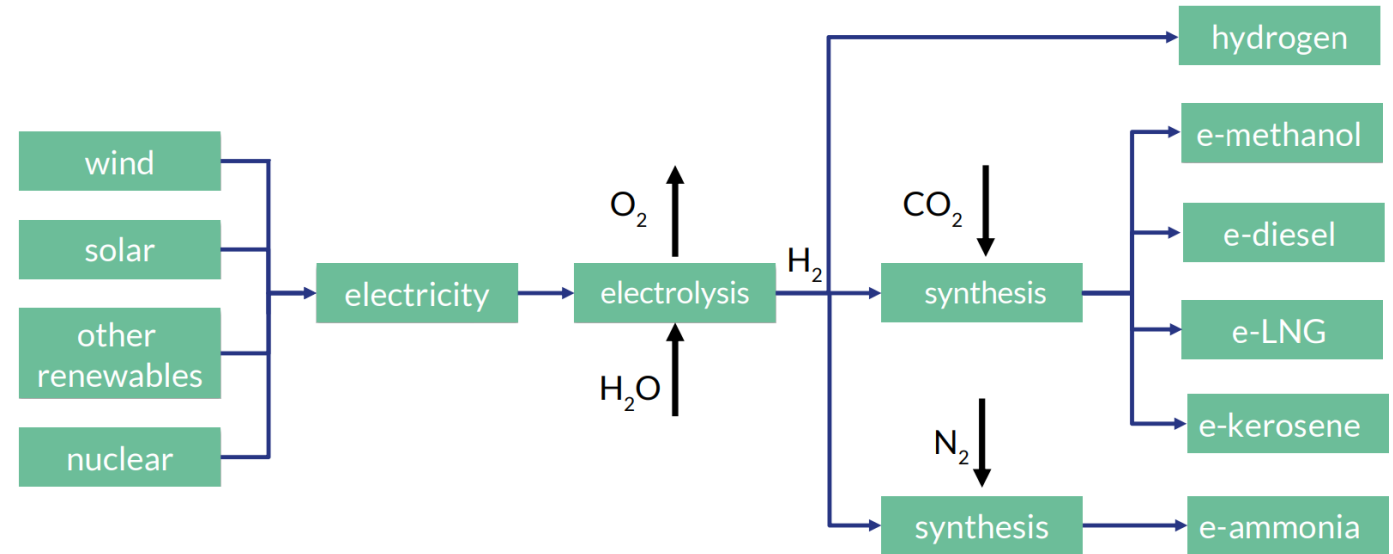 hydrogen
wind
solar
other
renewables
nuclear
electricity
O₂
electrolysis
H₂O
H₂
CO₂
synthesis
N₂
synthesis
e-methanol
e-diesel
e-LNG
e-kerosene
e-ammonia